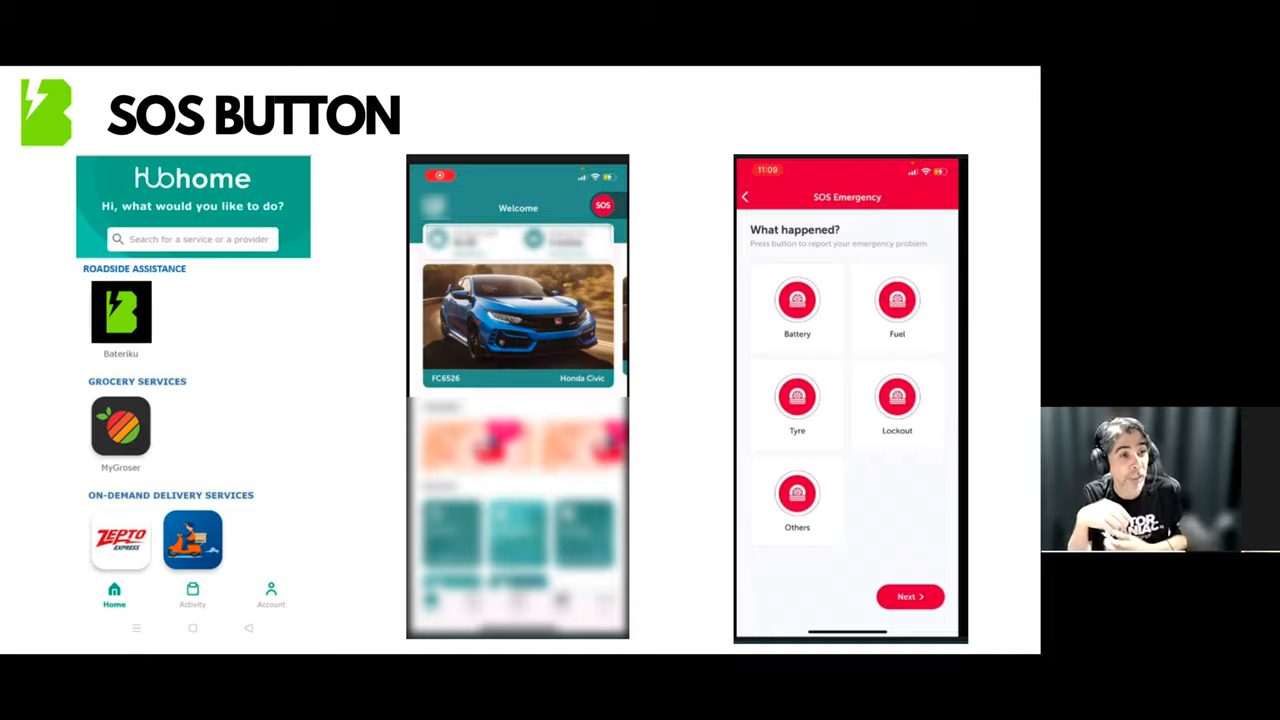 SOS BUTTON
Hubhome
Hi, what would you like to do?
Search for a service or a provider
ROADSIDE ASSISTANCE
Bateriku
GROCERY SERVICES
MyGroser
ON-DEMAND DELIVERY SERVICES
ZEPTO
EXPRESS
Home
Activity
Account
Welcome
SOS
FC6526
Honda Civic
11:09
SOS Emergency
What happened?
Press button to report your emergency problem
Battery
Fuel
Tyre
Lockout
Others
Next